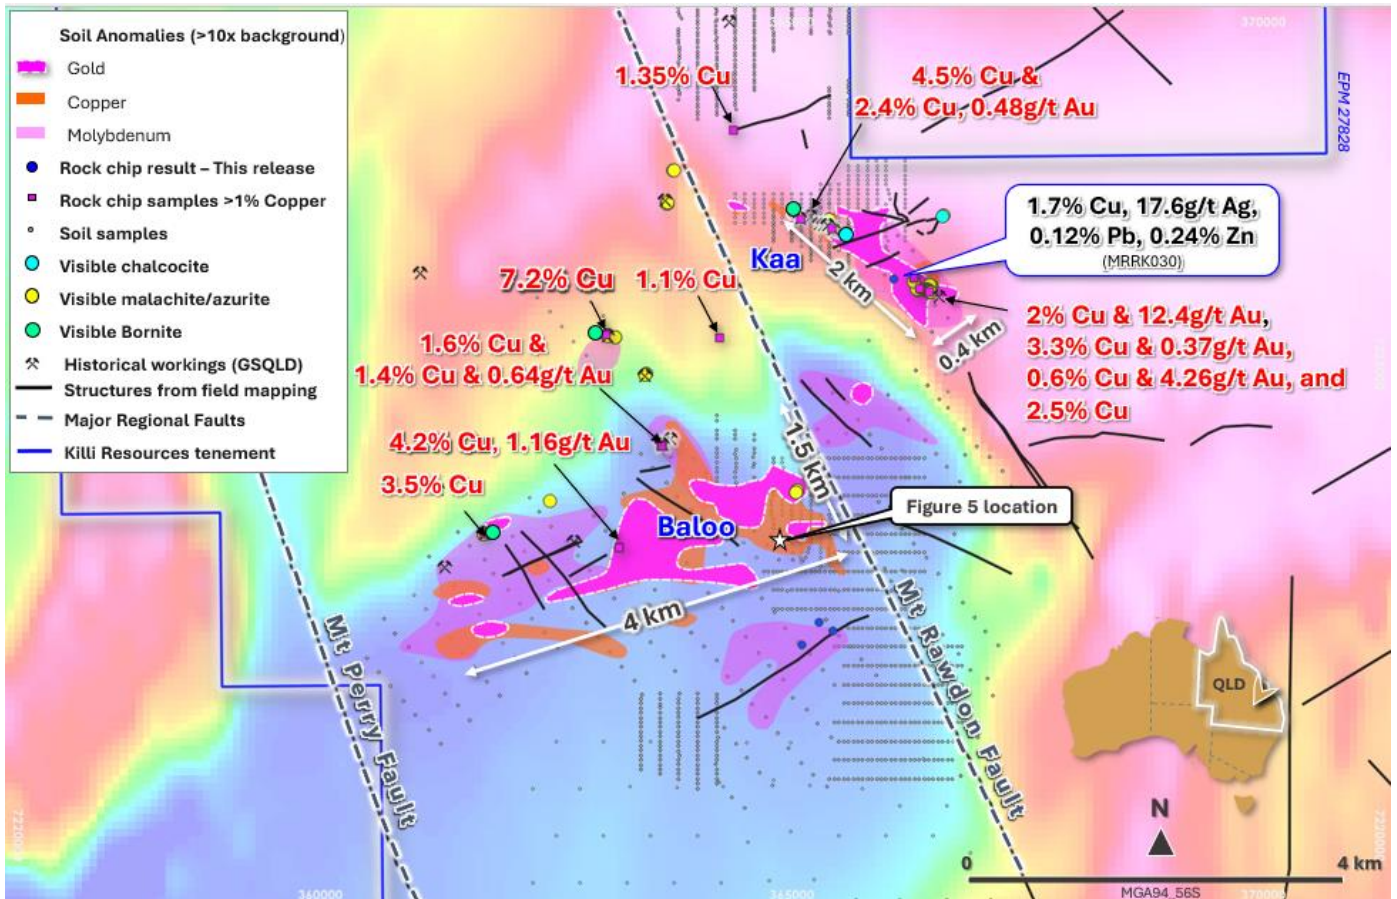 Soil Anomalies (>10x background)
Gold
Copper
Molybdenum
Rock chip result – This release
Rock chip samples >1% Copper
Soil samples
Visible chalcocite
Visible malachite/azurite
Visible Bornite
Historical workings (GSQLD)
Structures from field mapping
Major Regional Faults
Killi Resources tenement
370000
EPM 27828
1.35% Cu
4.5% Cu &
2.4% Cu, 0.48g/t Au
1.7% Cu, 17.6g/t Ag,
0.12% Pb, 0.24% Zn
(MRRK030)
Kaa
2 km
0.4 km
7.2% Cu
1.1% Cu
2% Cu & 12.4g/t Au,
3.3% Cu & 0.37g/t Au,
0.6% Cu & 4.26g/t Au, and
2.5% Cu
1.6% Cu &
1.4% Cu & 0.64g/t Au
4.2% Cu, 1.16g/t Au
3.5% Cu
1.5 km
Figure 5 location
Baloo
4 km
Mt Perry Fault
Mt Rawdon Fault
QLD
N
0
4 km
MGA94_56S
360000
365000
370000